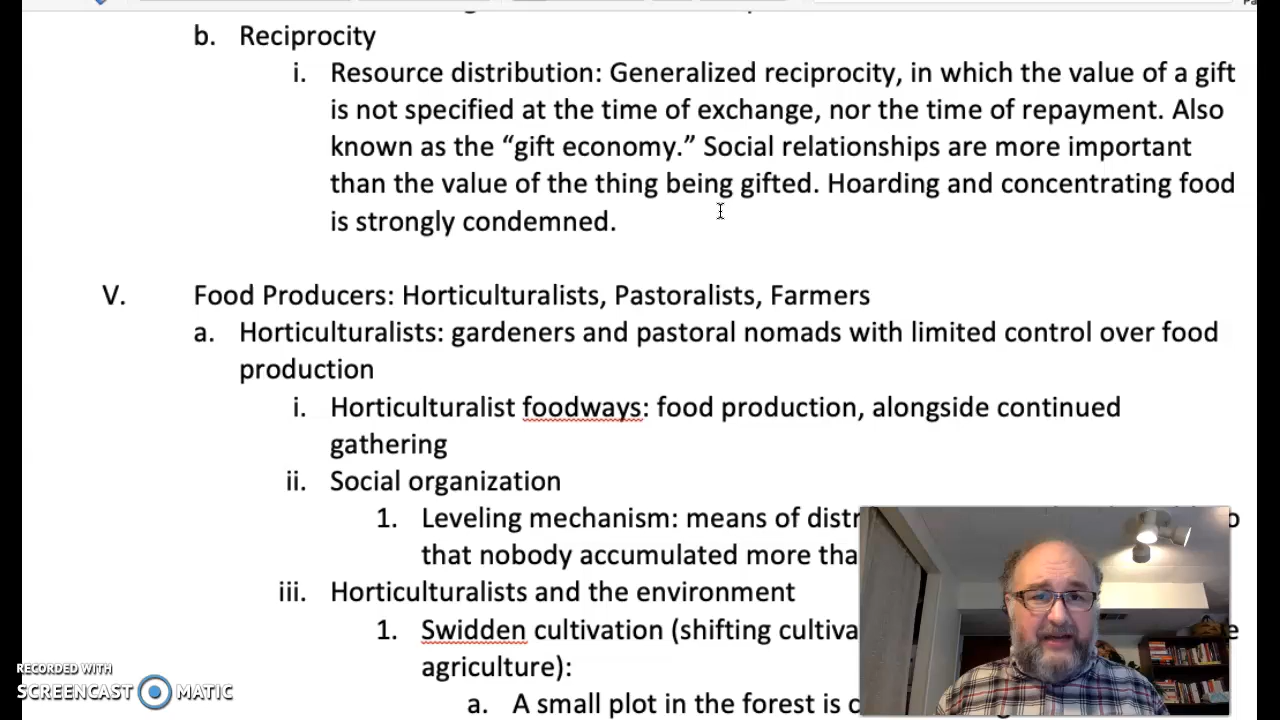 b. Reciprocity
i. Resource distribution: Generalized reciprocity, in which the value of a gift
is not specified at the time of exchange, nor the time of repayment. Also
known as the “gift economy.” Social relationships are more important
than the value of the thing being gifted. Hoarding and concentrating food
is strongly condemned.
V. Food Producers: Horticulturalists, Pastoralists, Farmers
a. Horticulturalists: gardeners and pastoral nomads with limited control over food
production
i. Horticulturalist foodways: food production, alongside continued
gathering
ii. Social organization
1. Leveling mechanism: means of distr
that nobody accumulated more tha
iii. Horticulturalists and the environment
1. Swidden cultivation (shifting cultiva
agriculture):
a. A small plot in the forest is c
RECORDED WITH
SCREENCAST MATIC